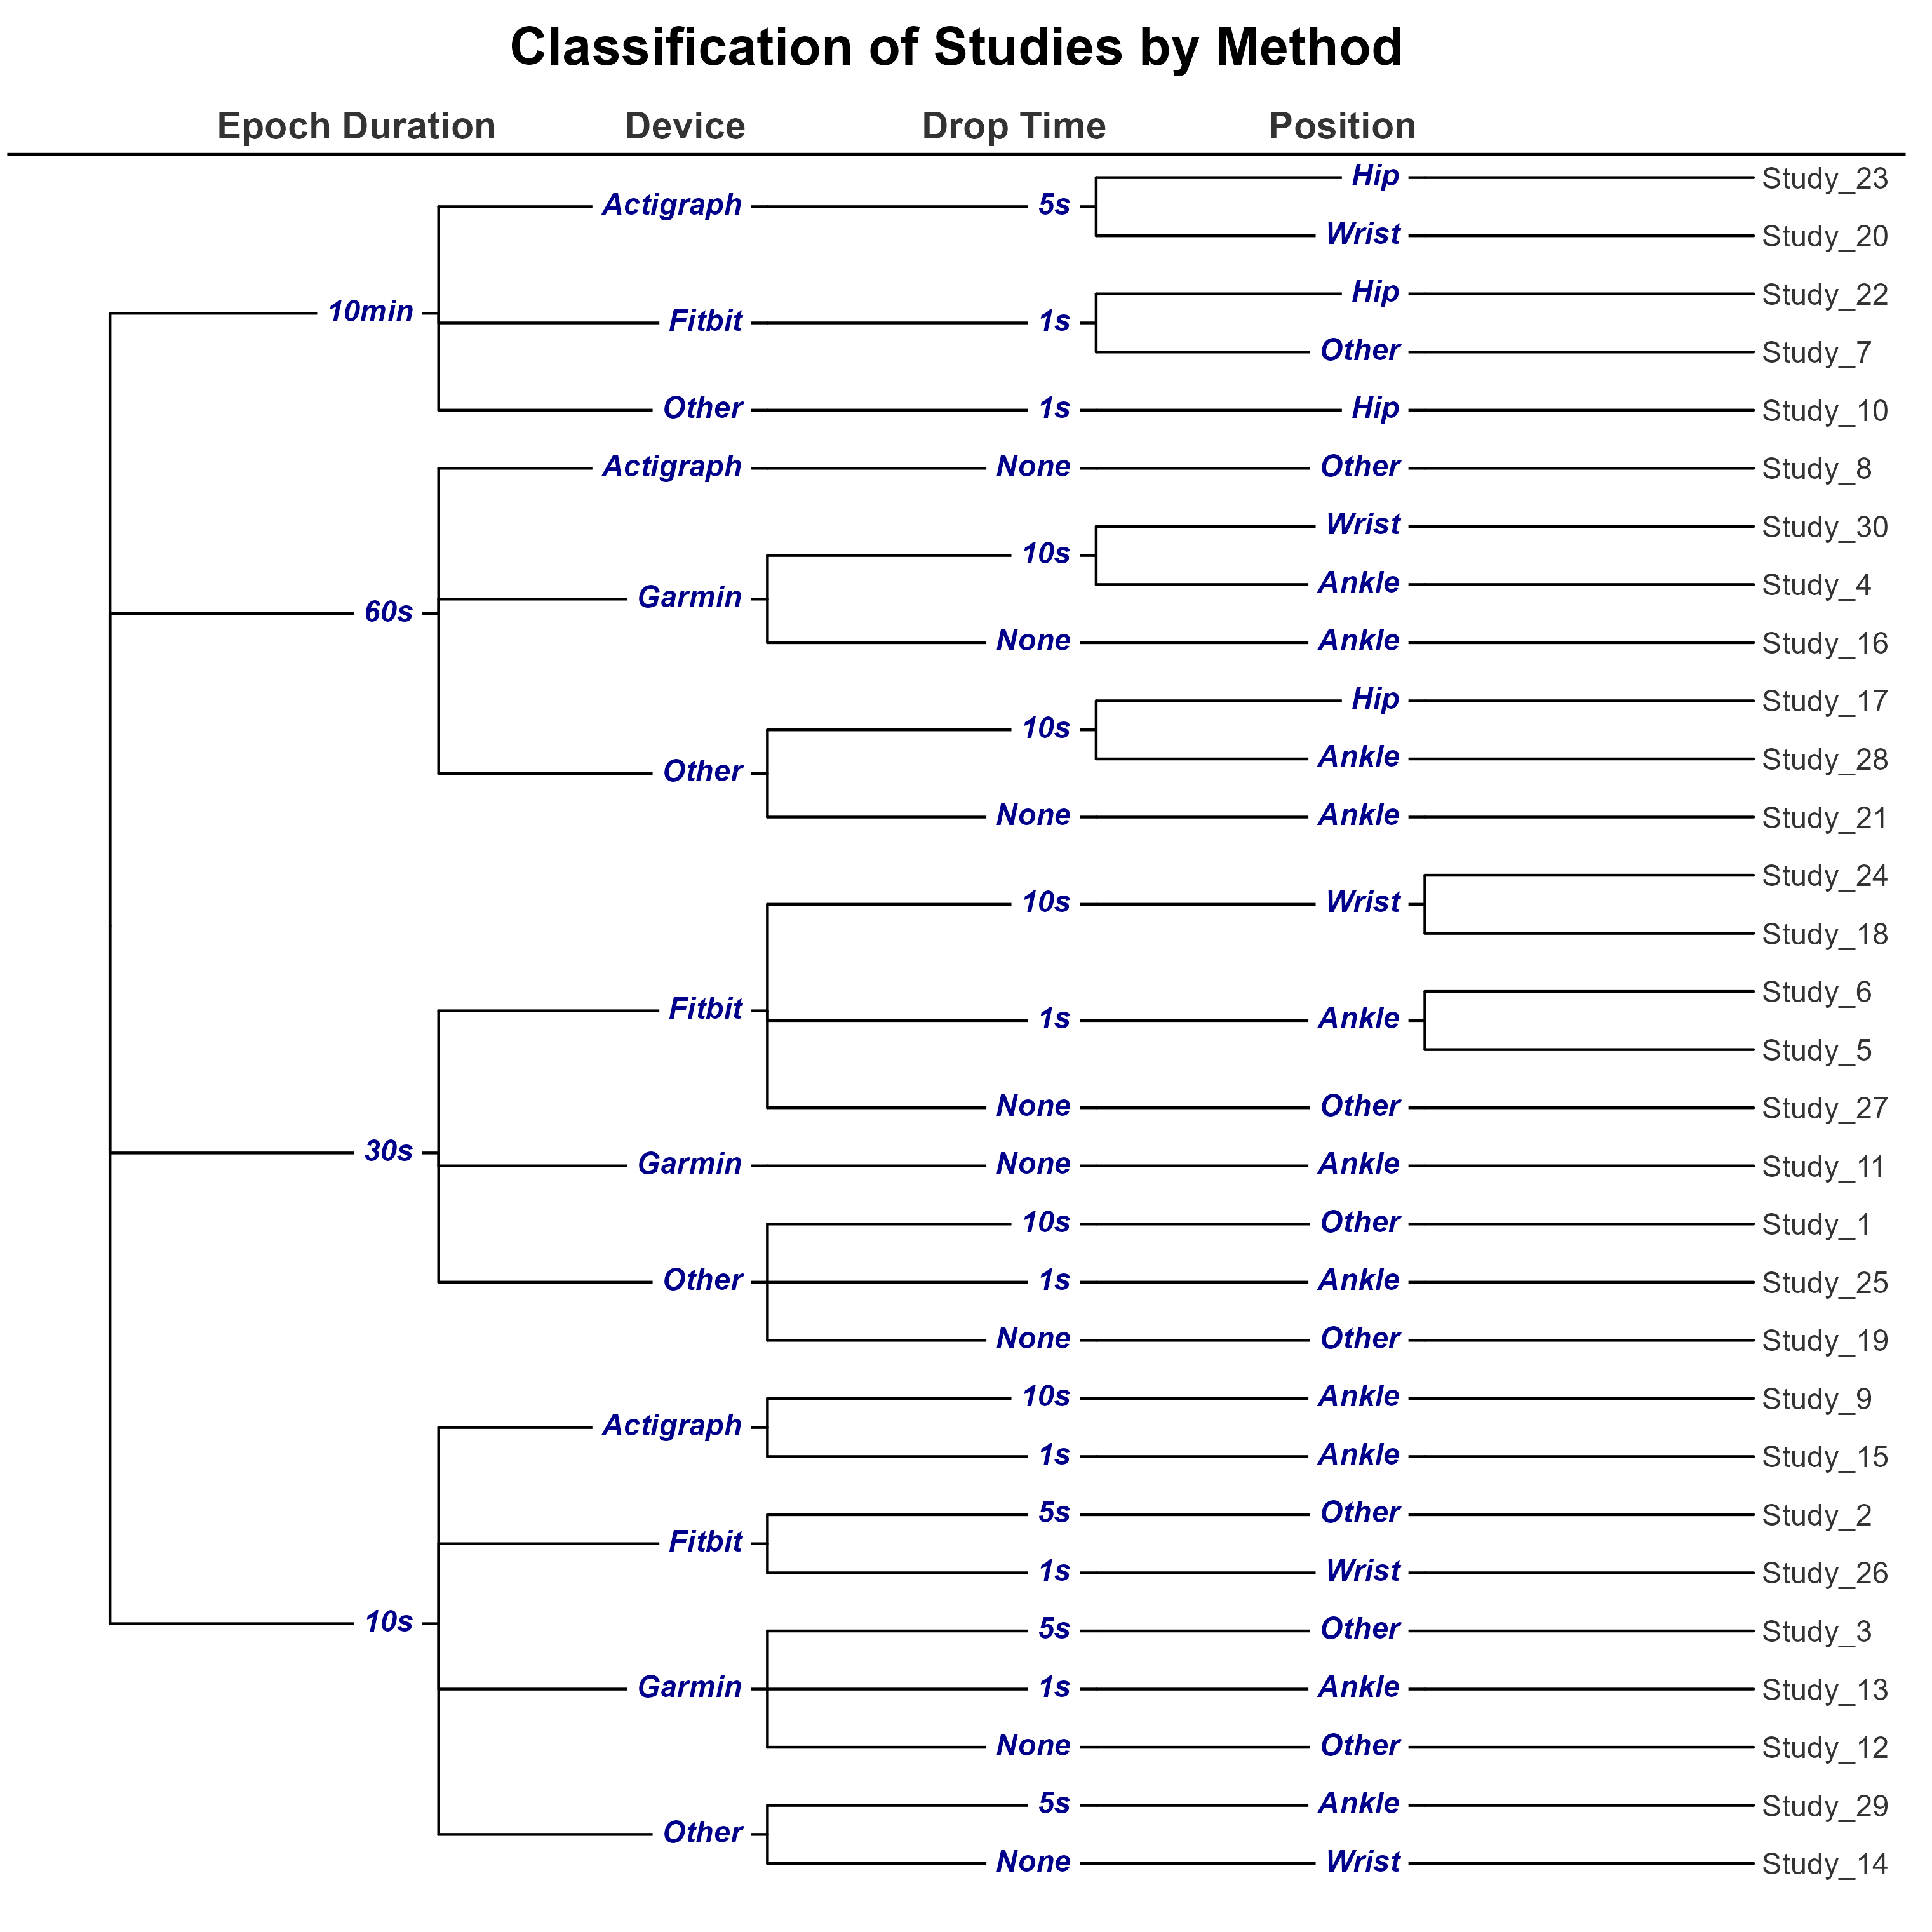 Classification of Studies by Method
Epoch Duration Device Drop Time Position
Hip Study_23
Actigraph 5s
Wrist Study_20
Hip Study_22
10min
Fitbit 1s
Other Study_7
Other 1s Hip Study_10
Actigraph None Other Study_8
Wrist Study_30
10s
Ankle Study_4
Garmin
60s
None Ankle Study_16
Hip Study_17
10s
Ankle Study_28
Other
None Ankle Study_21
Study_24
10s Wrist
Study_18
Study_6
Fitbit
1s Ankle
Study_5
None Other Study_27
30s
Garmin None Ankle Study_11
10s Other Study_1
Other 1s Ankle Study_25
None Other Study_19
10s Ankle Study_9
Actigraph
1s Ankle Study_15
5s Other Study_2
Fitbit
1s Wrist Study_26
10s
5s Other Study_3
Garmin 1s Ankle Study_13
None Other Study_12
5s Ankle Study_29
Other
None Wrist Study_14